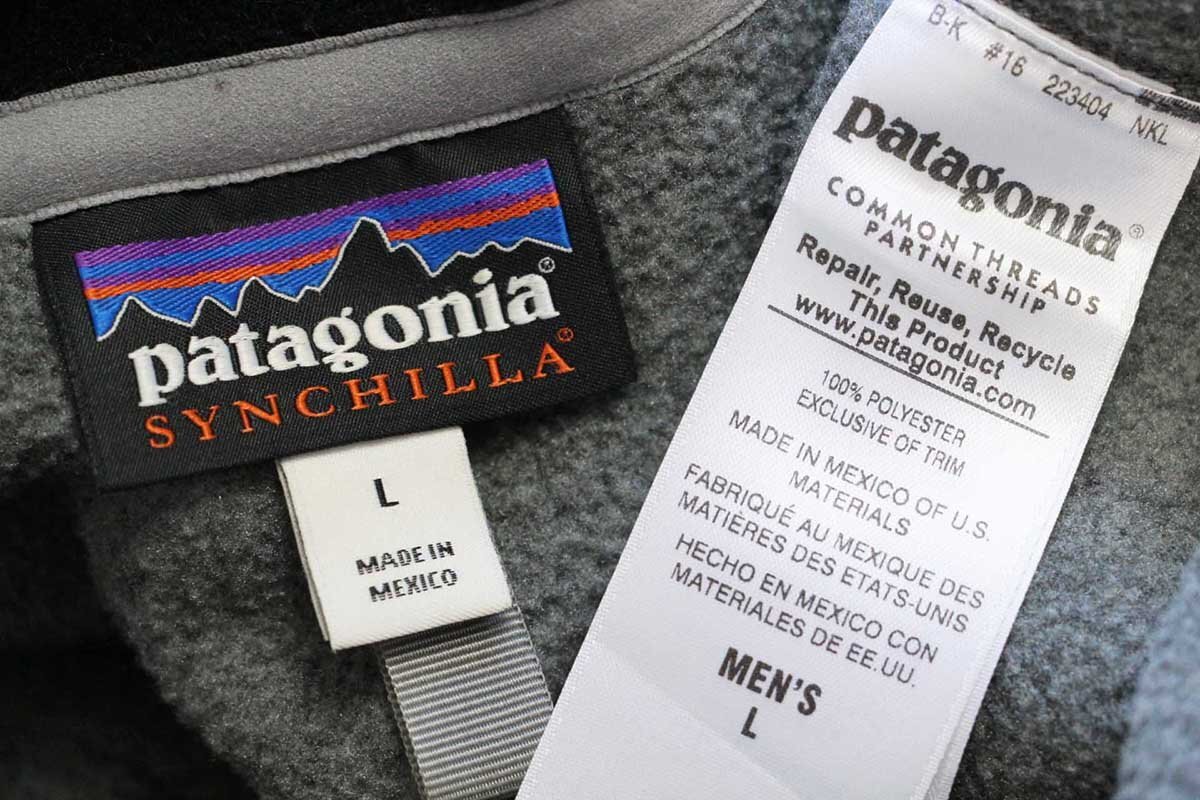 patagonia®
SYNCHILLA®
L
MADE IN
MEXICO
B-K #16 223404 NKL
patagonia®
COMMON THREADS
PARTNERSHIP
Repair, Reuse, Recycle
This Product
www.patagonia.com
100% POLYESTER
EXCLUSIVE OF TRIM
MADE IN MEXICO OF U.S.
MATERIALS
FABRIQUÉ AU MEXIQUE DES
MATIÈRES DES ETATS-UNIS
HECHO EN MEXICO CON
MATERIALES DE EE.UU.
MEN'S
L